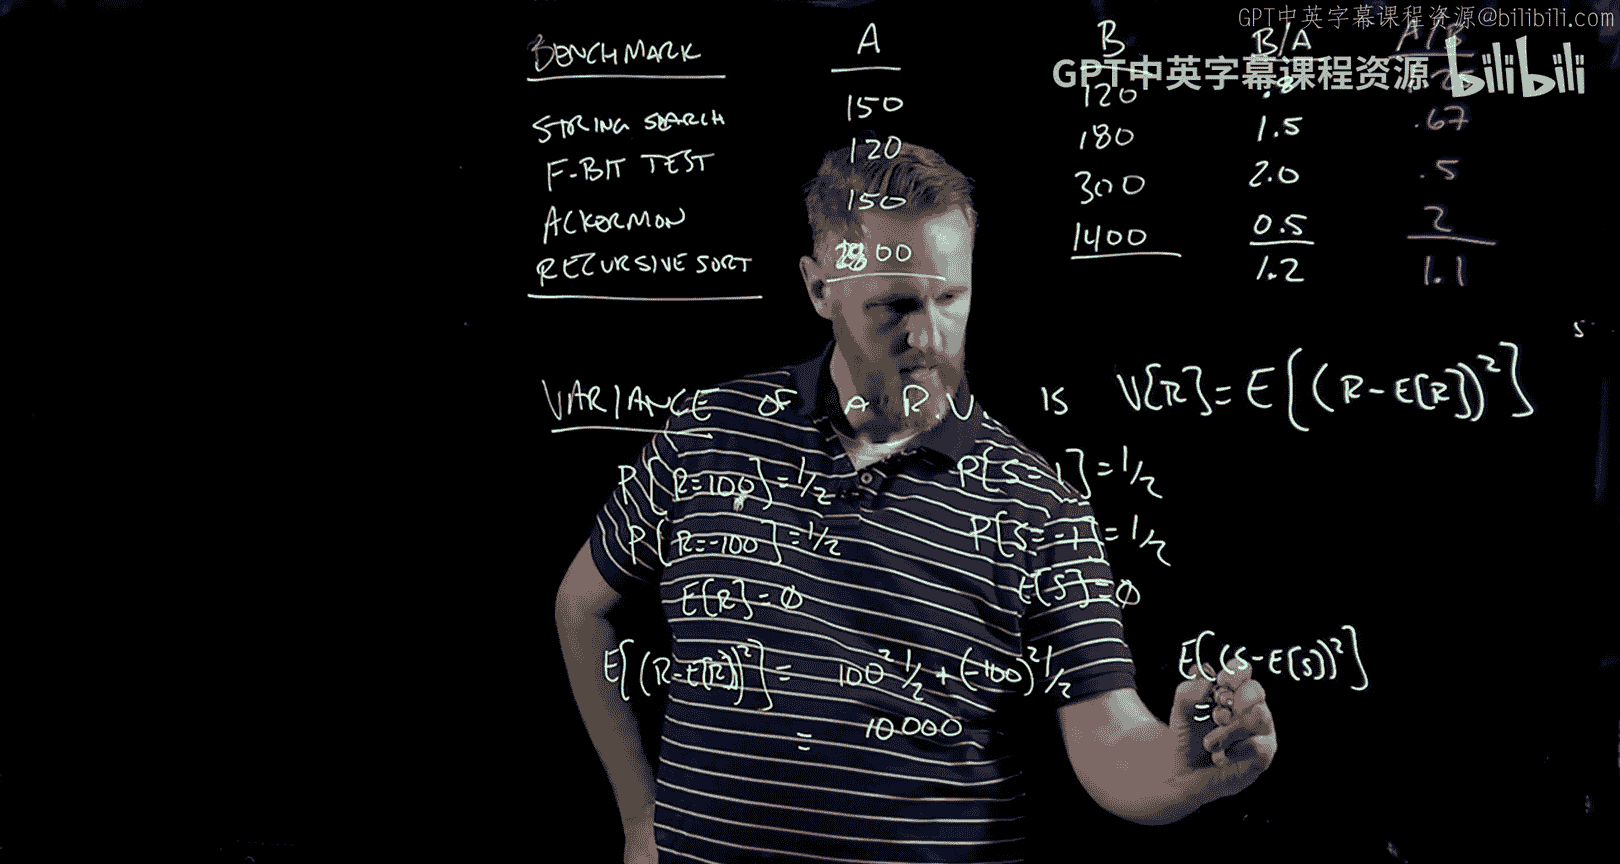 GPT中英字幕课程资源@bilibili.com
GPT中英字幕课程资源 bilibili
BENCHMARK A B B/A A/B
STRING SEARCH 150 120 .8
F-BIT TEST 120 180 1.5 .67
ACKERMON 150 300 2.0 .5
RECURSIVE SORT 00 1400 0.5 2
1.2 1.1
VARIANCE OF A R.V. IS V[R]=E[(R-E[R])²]
P[R=100]=1/2 P[S=1]=1/2
P[R=-100]=1/2 P[S=-1]=1/2
E[R]=0 E[S]=0
E[(R-E[R])²]= 100² 1/2 + (-100)² 1/2 E[(S-E[S])²]
= 10000 =